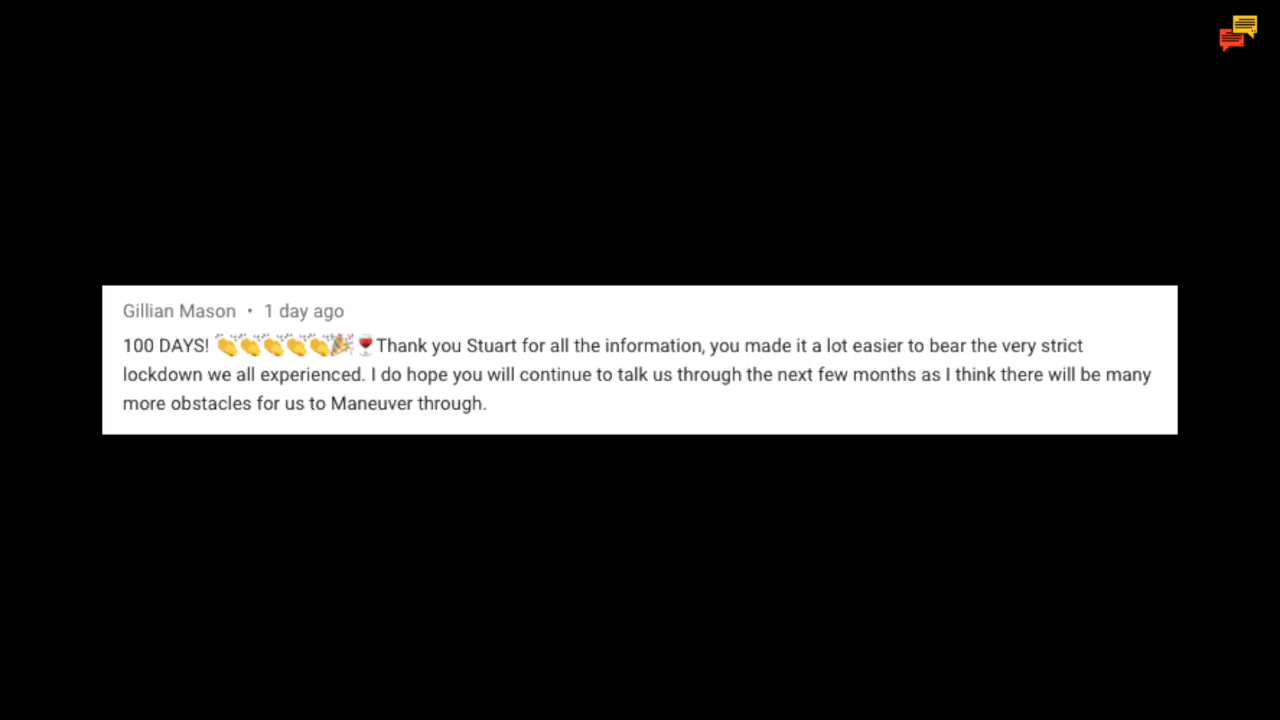 Gillian Mason • 1 day ago
100 DAYS! 👏👏👏👏👏🎉🍷Thank you Stuart for all the information, you made it a lot easier to bear the very strict
lockdown we all experienced. I do hope you will continue to talk us through the next few months as I think there will be many
more obstacles for us to Maneuver through.